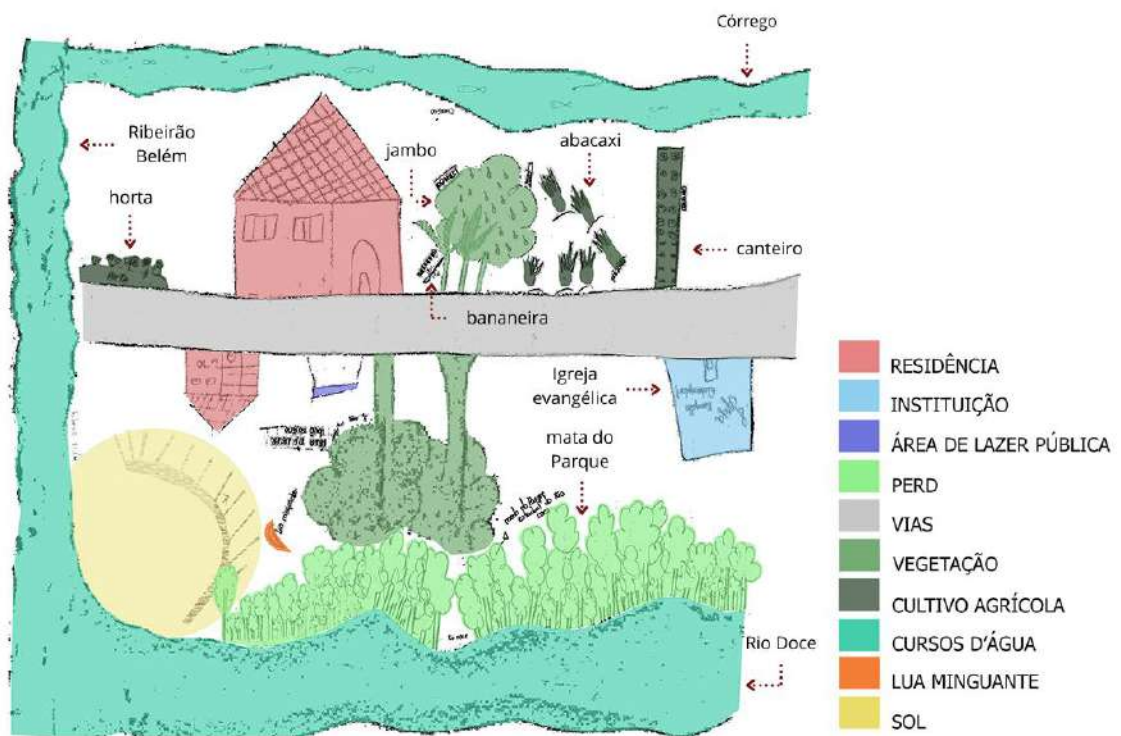 Córrego
Ribeirão
Belém
jambo
abacaxi
horta
canteiro
bananeira
Igreja
evangélica
mata do
Parque
Rio Doce
RESIDÊNCIA
INSTITUIÇÃO
ÁREA DE LAZER PÚBLICA
PERD
VIAS
VEGETAÇÃO
CULTIVO AGRÍCOLA
CURSOS D'ÁGUA
LUA MINGUANTE
SOL